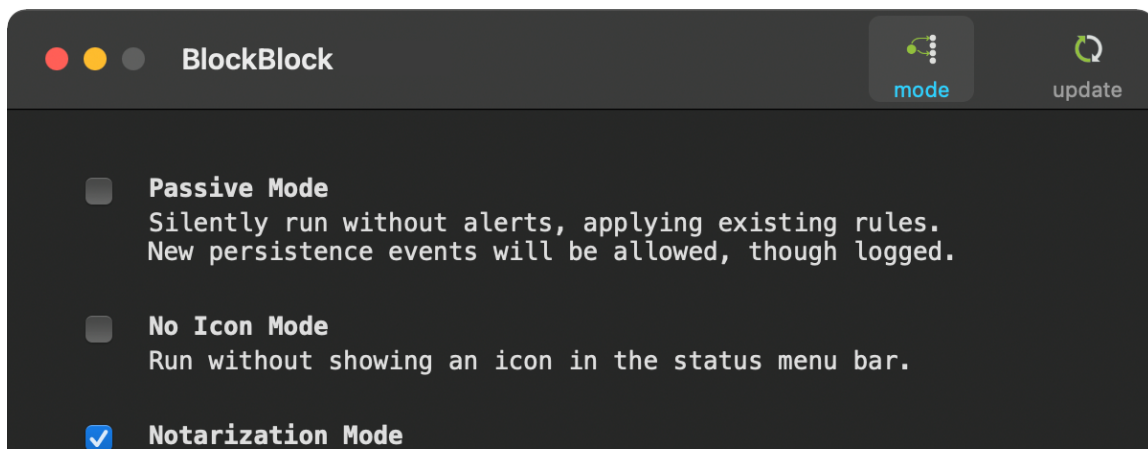 BlockBlock
mode
update
Passive Mode
Silently run without alerts, applying existing rules.
New persistence events will be allowed, though logged.
No Icon Mode
Run without showing an icon in the status menu bar.
Notarization Mode